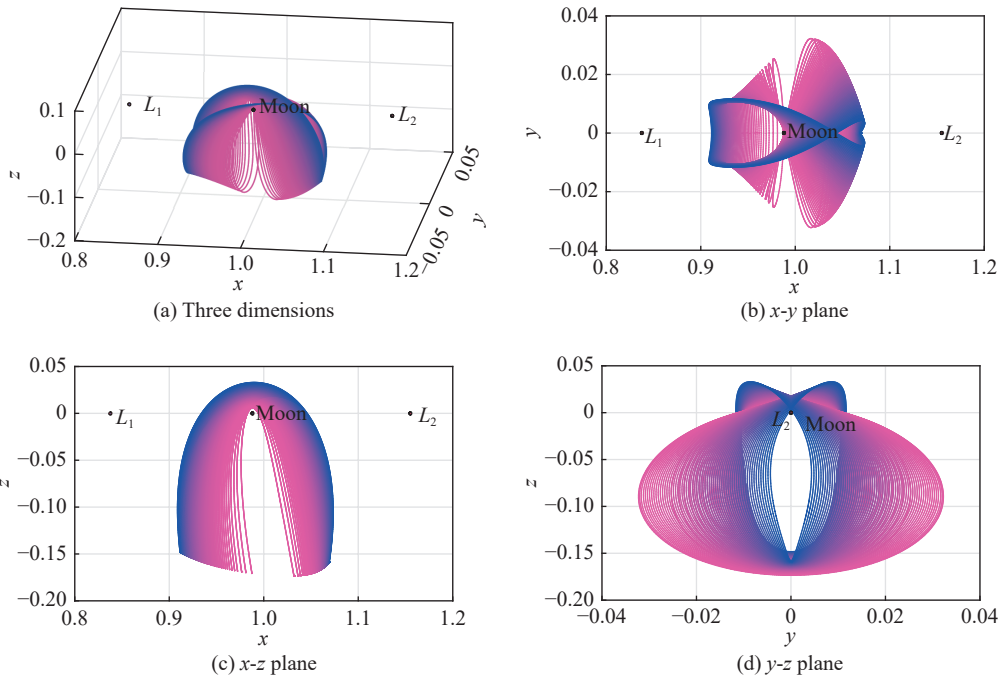 0.1
0
−0.1
−0.2
z
0.8
1.0
1.1
1.2
x
−0.05
0
0.05
y
L1
Moon
L2
(a) Three dimensions
0.04
0.02
0
−0.02
−0.04
y
0.8
0.9
1.0
1.1
1.2
x
L1
Moon
L2
(b) x-y plane
0.05
0
−0.05
−0.10
−0.15
−0.20
z
0.8
0.9
1.0
1.1
1.2
x
L1
Moon
L2
(c) x-z plane
0.05
0
−0.05
−0.10
−0.15
−0.20
z
−0.04
−0.02
0
0.02
0.04
y
L2
Moon
(d) y-z plane